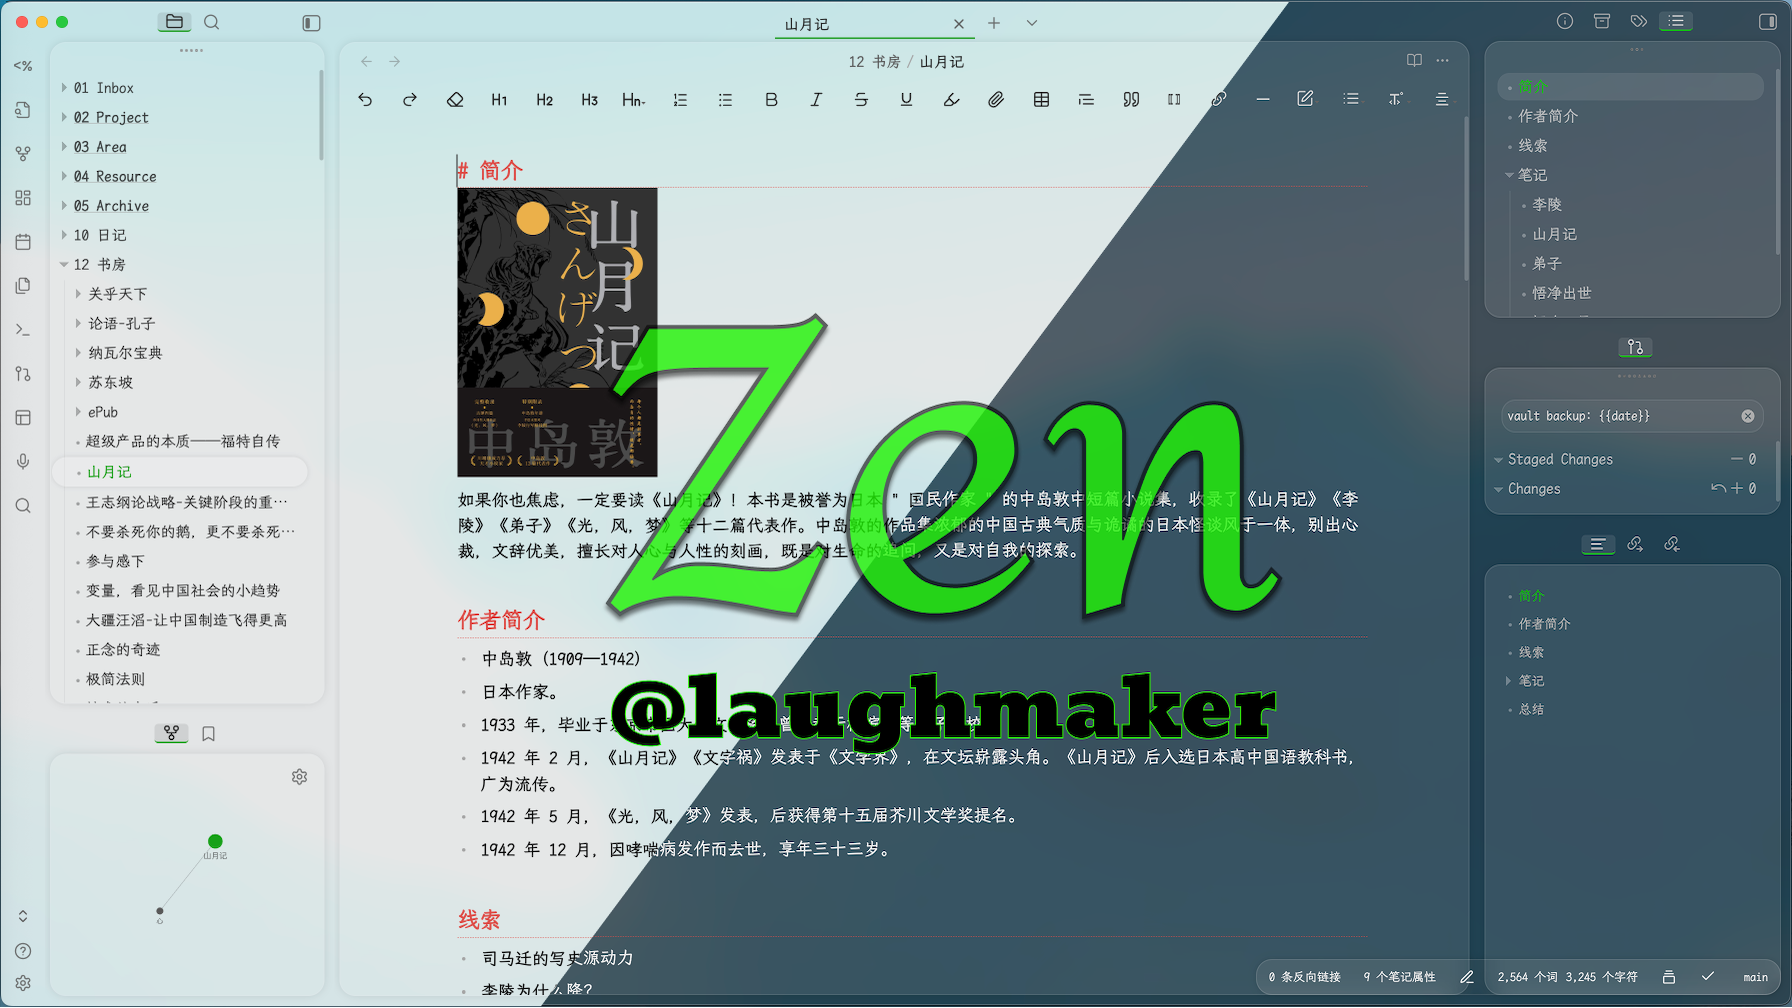 山月记
<%
01 Inbox
02 Project
03 Area
04 Resource
05 Archive
10 日记
12 书房
关乎天下
论语-孔子
纳瓦尔宝典
苏东坡
ePub
超级产品的本质——福特自传
山月记
王志纲论战略-关键阶段的重…
不要杀死你的鹅，更不要杀死…
参与感下
变量，看见中国社会的小趋势
大疆汪滔-让中国制造飞得更高
正念的奇迹
极简法则
山月记
心
12 书房 / 山月记
H1 H2 H3 Hn
# 简介
山月记
さんげつ
中岛敦
如果你也焦虑，一定要读《山月记》！本书是被誉为日本 " 国民作家 " 的中岛敦中短篇小说集，收录了《山月记》《李
陵》《弟子》《光，风，梦》等十二篇代表作。中岛敦的作品集浓郁的中国古典气质与诡谲的日本怪谈风于一体，别出心
裁，文辞优美，擅长对人心与人性的刻画，既是对生命的追问，又是对自我的探索。
Zen
作者简介
中岛敦（1909—1942）
日本作家。
@laughmaker
1933 年，毕业于
1942 年 2 月，《山月记》《文字祸》发表于《文学界》，在文坛崭露头角。《山月记》后入选日本高中国语教科书，
广为流传。
1942 年 5 月，《光，风，梦》发表，后获得第十五届芥川文学奖提名。
1942 年 12 月，因哮喘病发作而去世，享年三十三岁。
线索
司马迁的写史源动力
李陵为什么降？
简介
作者简介
线索
笔记
李陵
山月记
弟子
悟净出世
vault backup: {{date}}
Staged Changes 0
Changes 0
简介
作者简介
线索
笔记
总结
0 条反向链接 9 个笔记属性 2,564 个词 3,245 个字符 main